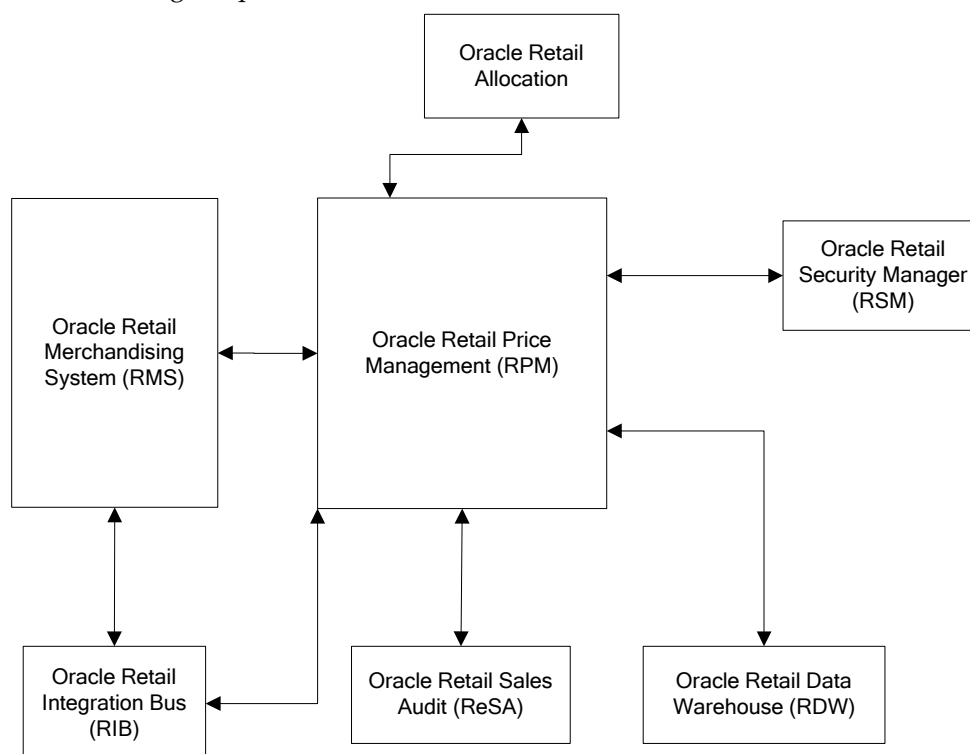 Oracle Retail
Allocation
Oracle Retail
Security Manager
(RSM)
Oracle Retail
Merchandising
System (RMS)
Oracle Retail Price
Management (RPM)
Oracle Retail
Integration Bus
(RIB)
Oracle Retail Sales
Audit (ReSA)
Oracle Retail Data
Warehouse (RDW)